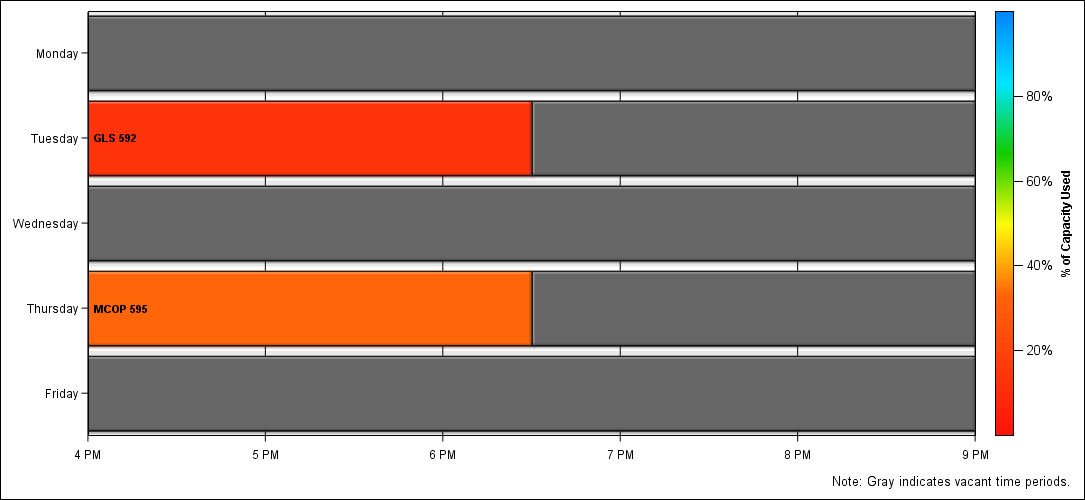 Monday
Tuesday
GLS 592
Wednesday
Thursday
MCOP 595
Friday
4 PM 5 PM 6 PM 7 PM 8 PM 9 PM
80%
60%
40%
20%
% of Capacity Used
Note: Gray indicates vacant time periods.